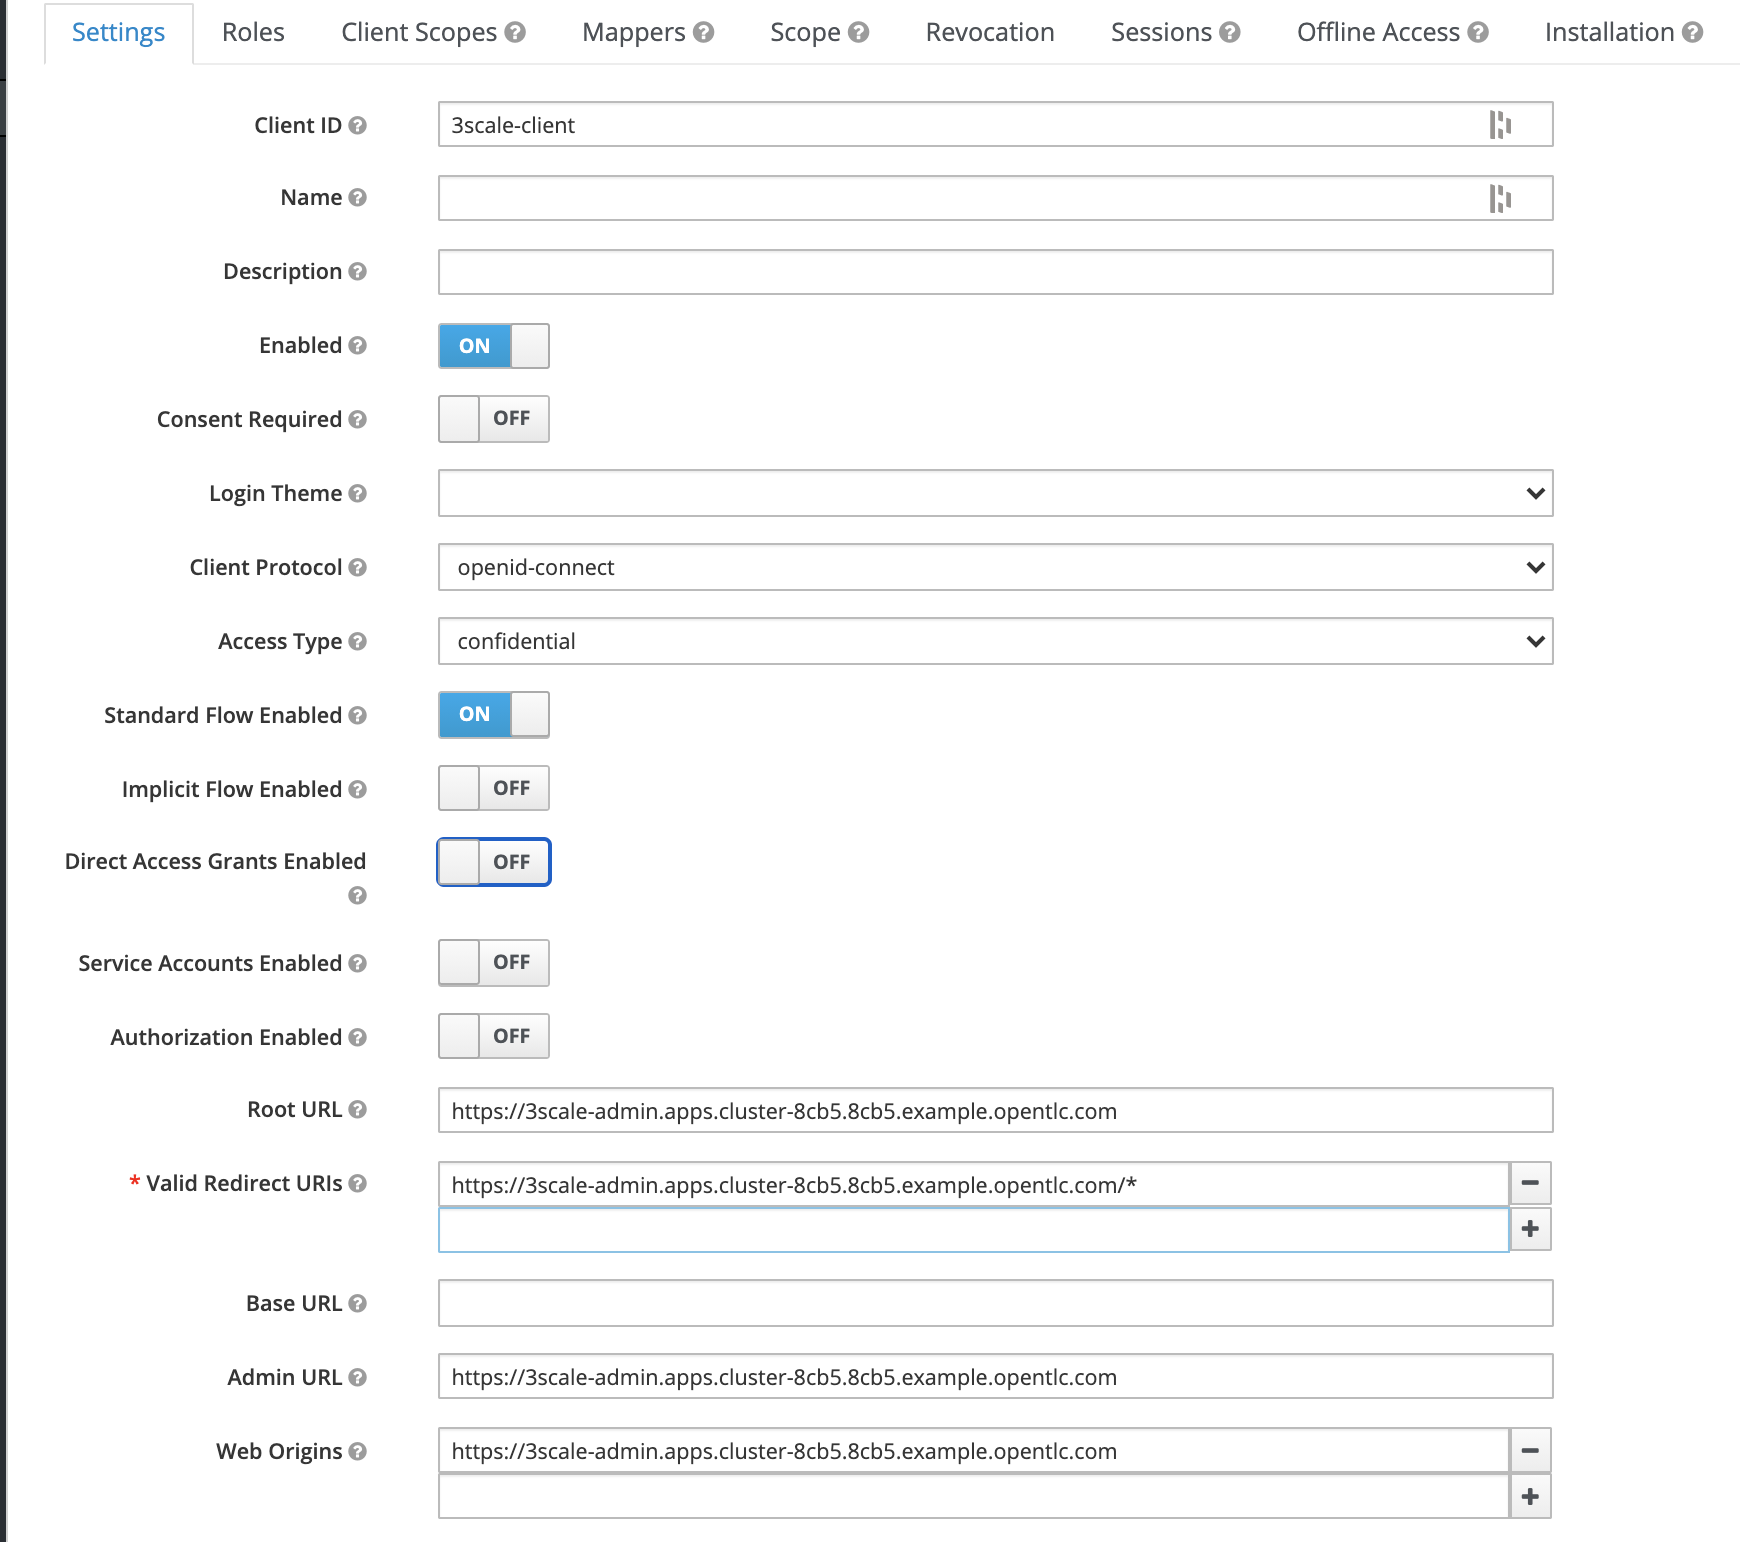 Settings Roles Client Scopes Mappers Scope Revocation Sessions Offline Access Installation
Client ID 3scale-client
Name
Description
Enabled ON
Consent Required OFF
Login Theme
Client Protocol openid-connect
Access Type confidential
Standard Flow Enabled ON
Implicit Flow Enabled OFF
Direct Access Grants Enabled OFF
Service Accounts Enabled OFF
Authorization Enabled OFF
Root URL https://3scale-admin.apps.cluster-8cb5.8cb5.example.opentlc.com
* Valid Redirect URIs https://3scale-admin.apps.cluster-8cb5.8cb5.example.opentlc.com/*
Base URL
Admin URL https://3scale-admin.apps.cluster-8cb5.8cb5.example.opentlc.com
Web Origins https://3scale-admin.apps.cluster-8cb5.8cb5.example.opentlc.com